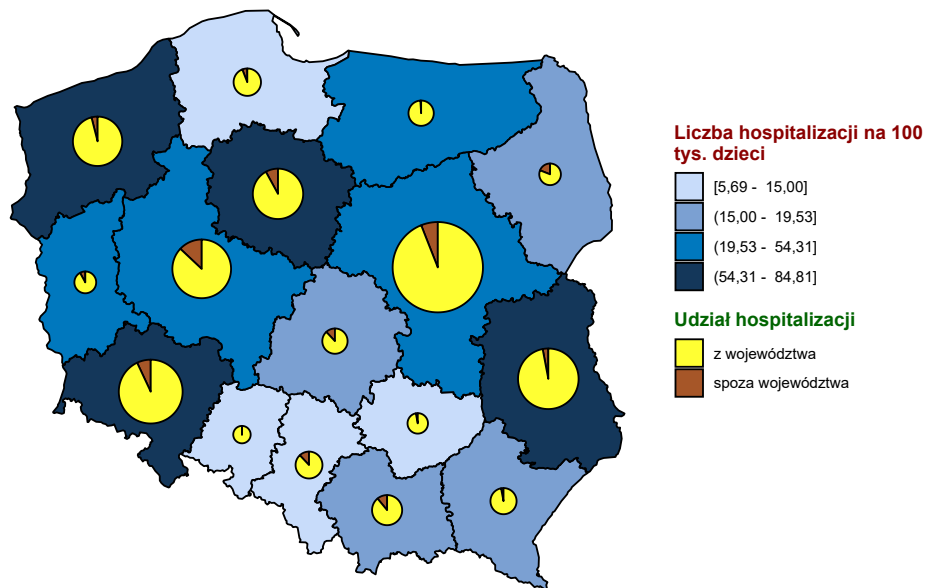 Liczba hospitalizacji na 100
tys. dzieci
[5,69 - 15,00]
(15,00 - 19,53]
(19,53 - 54,31]
(54,31 - 84,81]
Udział hospitalizacji
z województwa
spoza województwa